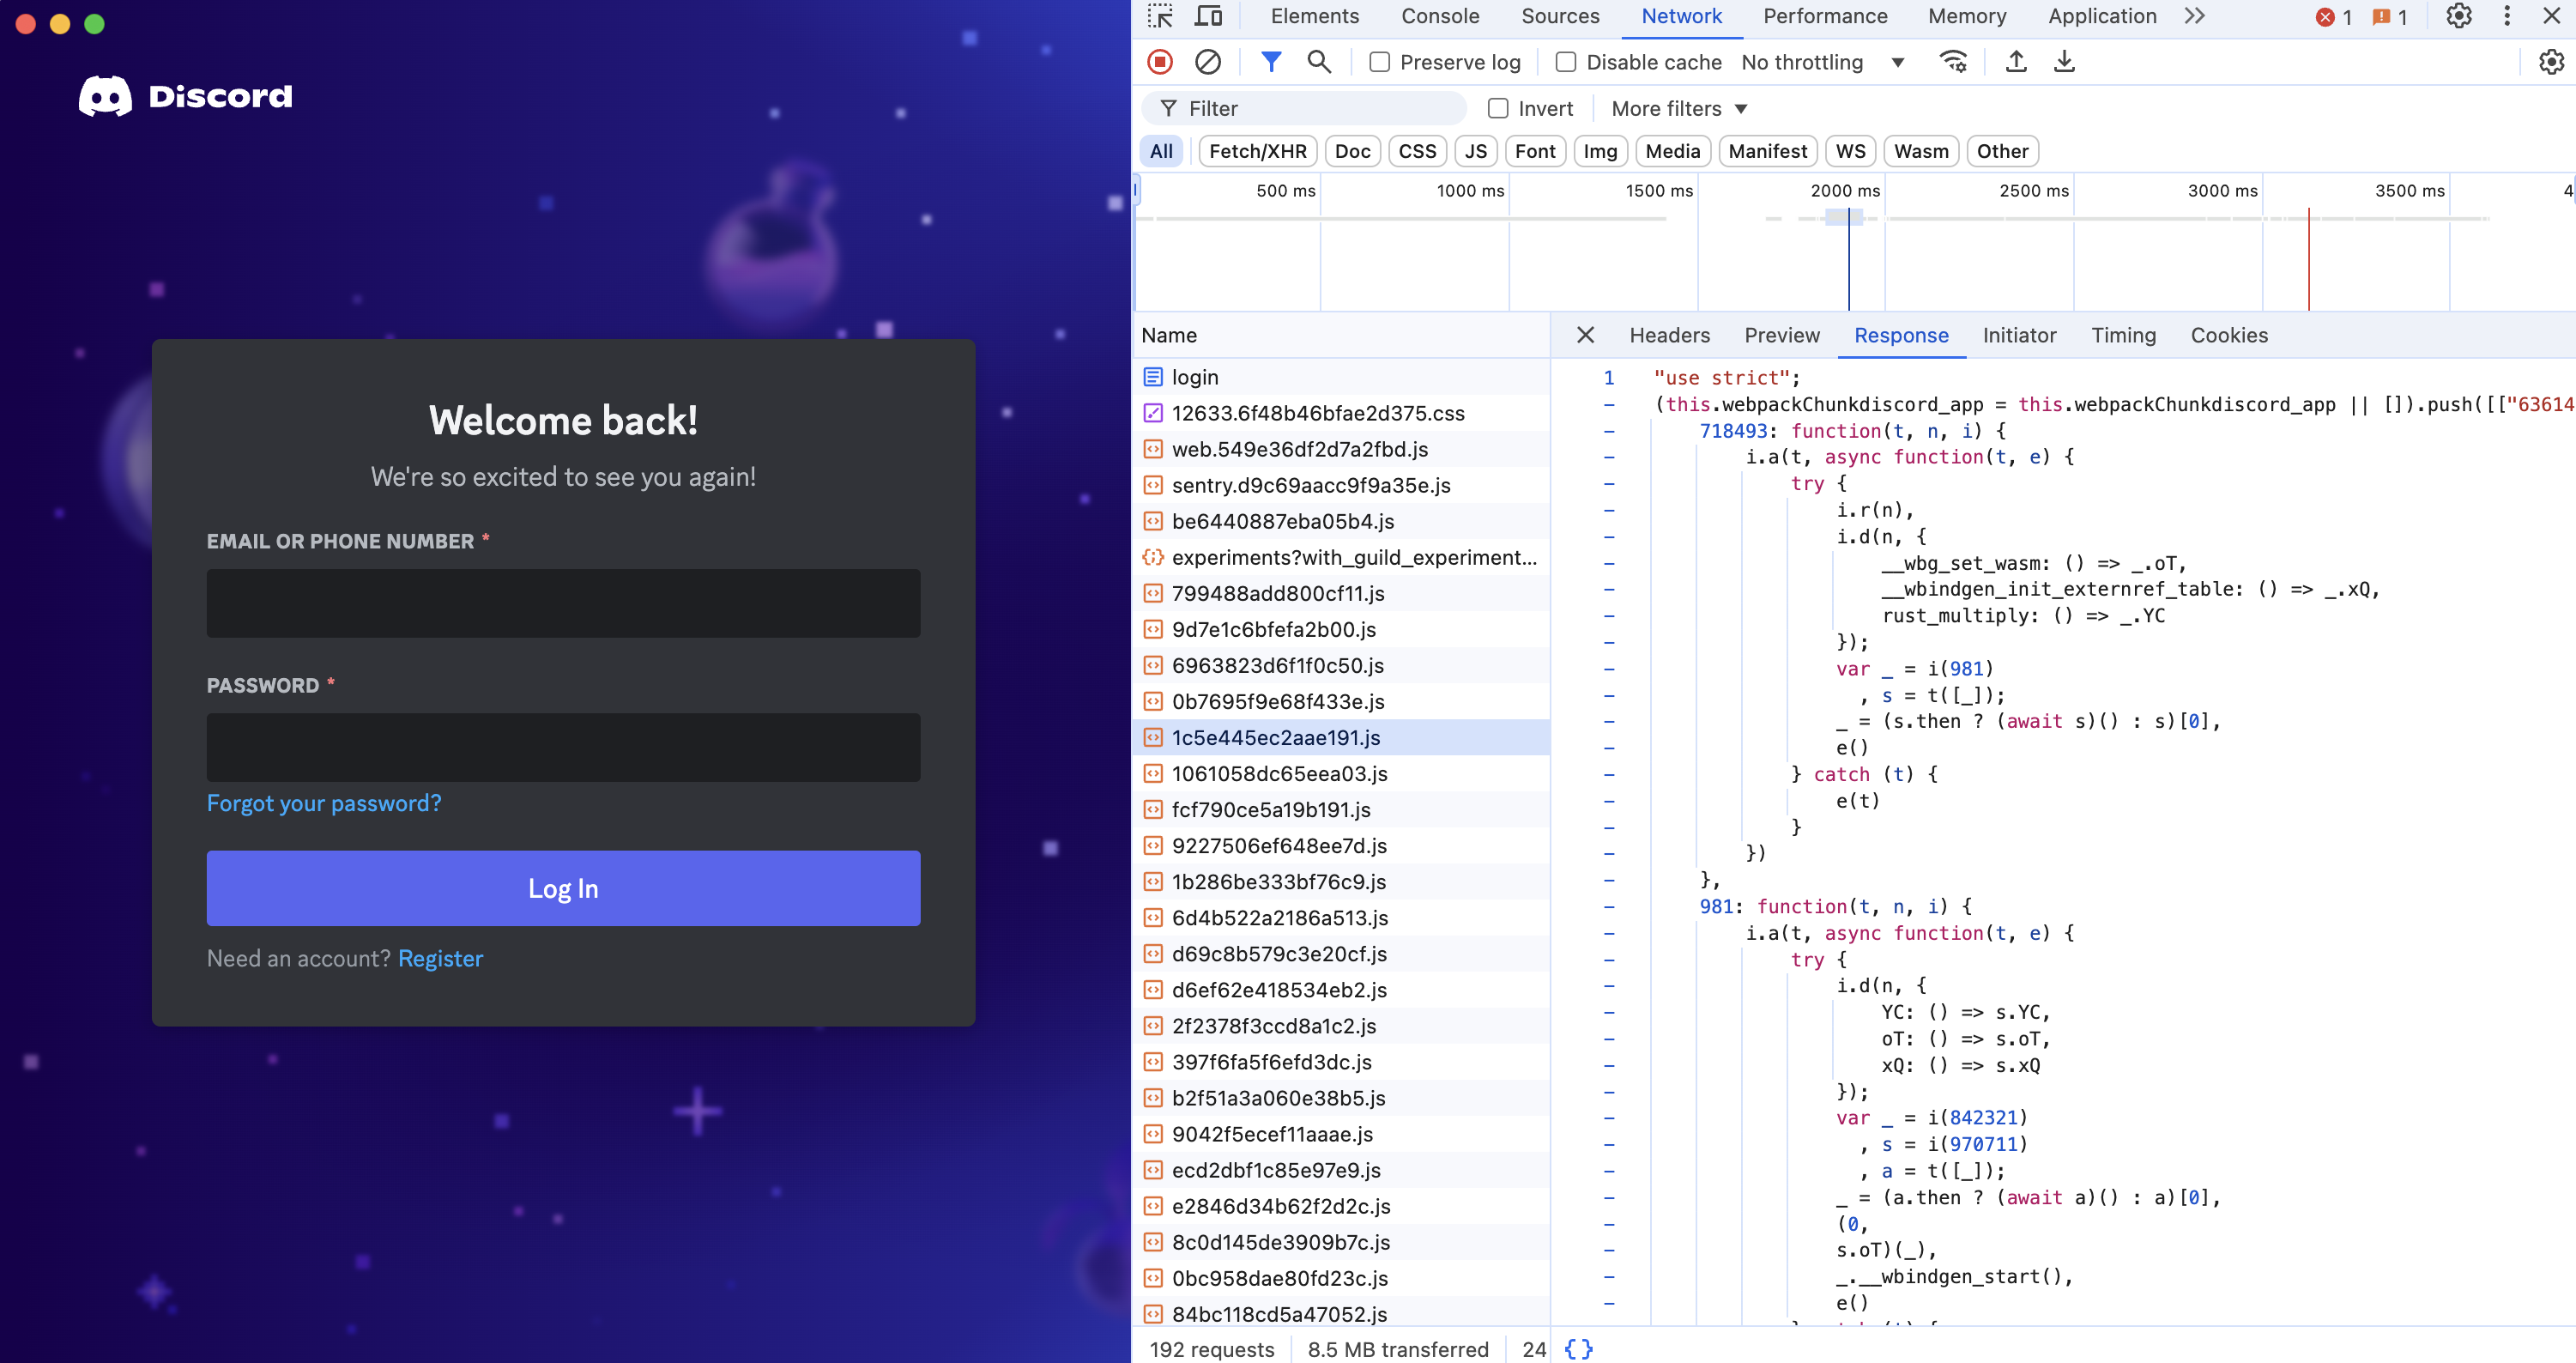 Discord
Welcome back!
We're so excited to see you again!
EMAIL OR PHONE NUMBER *
PASSWORD *
Forgot your password?
Log In
Need an account? Register
Elements Console Sources Network Performance Memory Application 1 1
Preserve log Disable cache No throttling
Filter Invert More filters
All Fetch/XHR Doc CSS JS Font Img Media Manifest WS Wasm Other
500 ms 1000 ms 1500 ms 2000 ms 2500 ms 3000 ms 3500 ms 4
Name
login
12633.6f48b46bfae2d375.css
web.549e36df2d7a2fbd.js
sentry.d9c69aacc9f9a35e.js
be6440887eba05b4.js
experiments?with_guild_experiment...
799488add800cf11.js
9d7e1c6bfefa2b00.js
6963823d6f1f0c50.js
0b7695f9e68f433e.js
1c5e445ec2aae191.js
1061058dc65eea03.js
fcf790ce5a19b191.js
9227506ef648ee7d.js
1b286be333bf76c9.js
6d4b522a2186a513.js
d69c8b579c3e20cf.js
d6ef62e418534eb2.js
2f2378f3ccd8a1c2.js
397f6fa5f6efd3dc.js
b2f51a3a060e38b5.js
9042f5ecef11aaae.js
ecd2dbf1c85e97e9.js
e2846d34b62f2d2c.js
8c0d145de3909b7c.js
0bc958dae80fd23c.js
84bc118cd5a47052.js
192 requests 8.5 MB transferred 24
Headers Preview Response Initiator Timing Cookies
1 "use strict";
- (this.webpackChunkdiscord_app = this.webpackChunkdiscord_app || []).push([["63614
- 718493: function(t, n, i) {
- i.a(t, async function(t, e) {
- try {
- i.r(n),
- i.d(n, {
- __wbg_set_wasm: () => _.oT,
- __wbindgen_init_externref_table: () => _.xQ,
- rust_multiply: () => _.YC
- });
- var _ = i(981)
- , s = t([_]);
- _ = (s.then ? (await s)() : s)[0],
- e()
- } catch (t) {
- e(t)
- }
- })
- },
- 981: function(t, n, i) {
- i.a(t, async function(t, e) {
- try {
- i.d(n, {
- YC: () => s.YC,
- oT: () => s.oT,
- xQ: () => s.xQ
- });
- var _ = i(842321)
- , s = i(970711)
- , a = t([_]);
- _ = (a.then ? (await a)() : a)[0],
- (0,
- s.oT)(_),
- _.__wbindgen_start(),
- e()
{ }